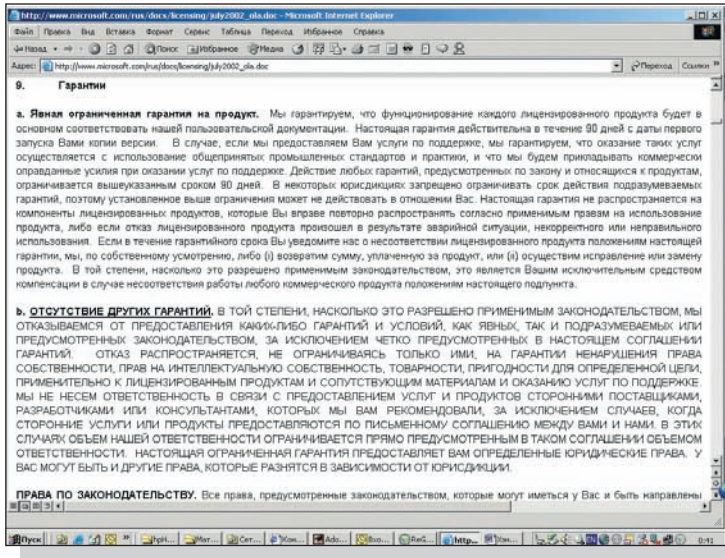 http://www.microsoft.com/rus/docs/licensing/july2002_ola.doc - Microsoft Internet Explorer
Файл Правка Вид Вставка Формат Сервис Таблица Переход Избранное Справка
Назад Поиск Избранное Медиа
Адрес: http://www.microsoft.com/rus/docs/licensing/july2002_ola.doc Переход Ссылки
9. Гарантии
a. Явная ограниченная гарантия на продукт. Мы гарантируем, что функционирование каждого лицензированного продукта будет в
основном соответствовать нашей пользовательской документации. Настоящая гарантия действительна в течение 90 дней с даты первого
запуска Вами копии версии. В случае, если мы предоставляем Вам услуги по поддержке, мы гарантируем, что оказание таких услуг
осуществляется с использование общепринятых промышленных стандартов и практики, и что мы будем прикладывать коммерчески
оправданные усилия при оказании услуг по поддержке. Действие любых гарантий, предусмотренных по закону и относящихся к продуктам,
ограничивается вышеуказанным сроком 90 дней. В некоторых юрисдикциях запрещено ограничивать срок действия подразумеваемых
гарантий, поэтому установленное выше ограничения может не действовать в отношении Вас. Настоящая гарантия не распространяется на
компоненты лицензированных продуктов, которые Вы вправе повторно распространять согласно применимым правам на использование
продукта, либо если отказ лицензированного продукта произошел в результате аварийной ситуации, некорректного или неправильного
использования. Если в течение гарантийного срока Вы уведомите нас о несоответствии лицензированного продукта положениям настоящей
гарантии, мы, по собственному усмотрению, либо (i) возвратим сумму, уплаченную за продукт, или (ii) осуществим исправление или замену
продукта. В той степени, насколько это разрешено применимым законодательством, это является Вашим исключительным средством
компенсации в случае несоответствия работы любого коммерческого продукта положениям настоящего подпункта.
b. ОТСУТСТВИЕ ДРУГИХ ГАРАНТИЙ. В ТОЙ СТЕПЕНИ, НАСКОЛЬКО ЭТО РАЗРЕШЕНО ПРИМЕНИМЫМ ЗАКОНОДАТЕЛЬСТВОМ, МЫ
ОТКАЗЫВАЕМСЯ ОТ ПРЕДОСТАВЛЕНИЯ КАКИХ-ЛИБО ГАРАНТИЙ И УСЛОВИЙ, КАК ЯВНЫХ, ТАК И ПОДРАЗУМЕВАЕМЫХ ИЛИ
ПРЕДУСМОТРЕННЫХ ЗАКОНОДАТЕЛЬСТВОМ, ЗА ИСКЛЮЧЕНИЕМ ЧЕТКО ПРЕДУСМОТРЕННЫХ В НАСТОЯЩЕМ СОГЛАШЕНИИ
ГАРАНТИЙ. ОТКАЗ РАСПРОСТРАНЯЕТСЯ, НЕ ОГРАНИЧИВАЯСЬ ТОЛЬКО ИМИ, НА ГАРАНТИИ НЕНАРУШЕНИЯ ПРАВА
СОБСТВЕННОСТИ, ПРАВ НА ИНТЕЛЛЕКТУАЛЬНУЮ СОБСТВЕННОСТЬ, ТОВАРНОСТИ, ПРИГОДНОСТИ ДЛЯ ОПРЕДЕЛЕННОЙ ЦЕЛИ,
ПРИМЕНИТЕЛЬНО К ЛИЦЕНЗИРОВАННЫМ ПРОДУКТАМ И СОПУТСТВУЮЩИМ МАТЕРИАЛАМ И ОКАЗАНИЮ УСЛУГ ПО ПОДДЕРЖКЕ.
МЫ НЕ НЕСЕМ ОТВЕТСТВЕННОСТЬ В СВЯЗИ С ПРЕДОСТАВЛЕНИЕМ УСЛУГ И ПРОДУКТОВ СТОРОННИМИ ПОСТАВЩИКАМИ,
РАЗРАБОТЧИКАМИ ИЛИ КОНСУЛЬТАНТАМИ, КОТОРЫХ МЫ ВАМ РЕКОМЕНДОВАЛИ, ЗА ИСКЛЮЧЕНИЕМ СЛУЧАЕВ, КОГДА
СТОРОННИЕ УСЛУГИ ИЛИ ПРОДУКТЫ ПРЕДОСТАВЛЯЮТСЯ ПО ПИСЬМЕННОМУ СОГЛАШЕНИЮ МЕЖДУ ВАМИ И НАМИ. В ЭТИХ
СЛУЧАЯХ ОБЪЕМ НАШЕЙ ОТВЕТСТВЕННОСТИ ОГРАНИЧИВАЕТСЯ ПРЯМО ПРЕДУСМОТРЕННЫМ В ТАКОМ СОГЛАШЕНИИ ОБЪЕМОМ
ОТВЕТСТВЕННОСТИ. НАСТОЯЩАЯ ОГРАНИЧЕННАЯ ГАРАНТИЯ ПРЕДОСТАВЛЯЕТ ВАМ ОПРЕДЕЛЕННЫЕ ЮРИДИЧЕСКИЕ ПРАВА. У
ВАС МОГУТ БЫТЬ И ДРУГИЕ ПРАВА, КОТОРЫЕ РАЗНЯТСЯ В ЗАВИСИМОСТИ ОТ ЮРИСДИКЦИИ.
ПРАВА ПО ЗАКОНОДАТЕЛЬСТВУ. Все права, предусмотренные законодательством, которые могут иметься у Вас и быть направлены
Пуск http... 0:41